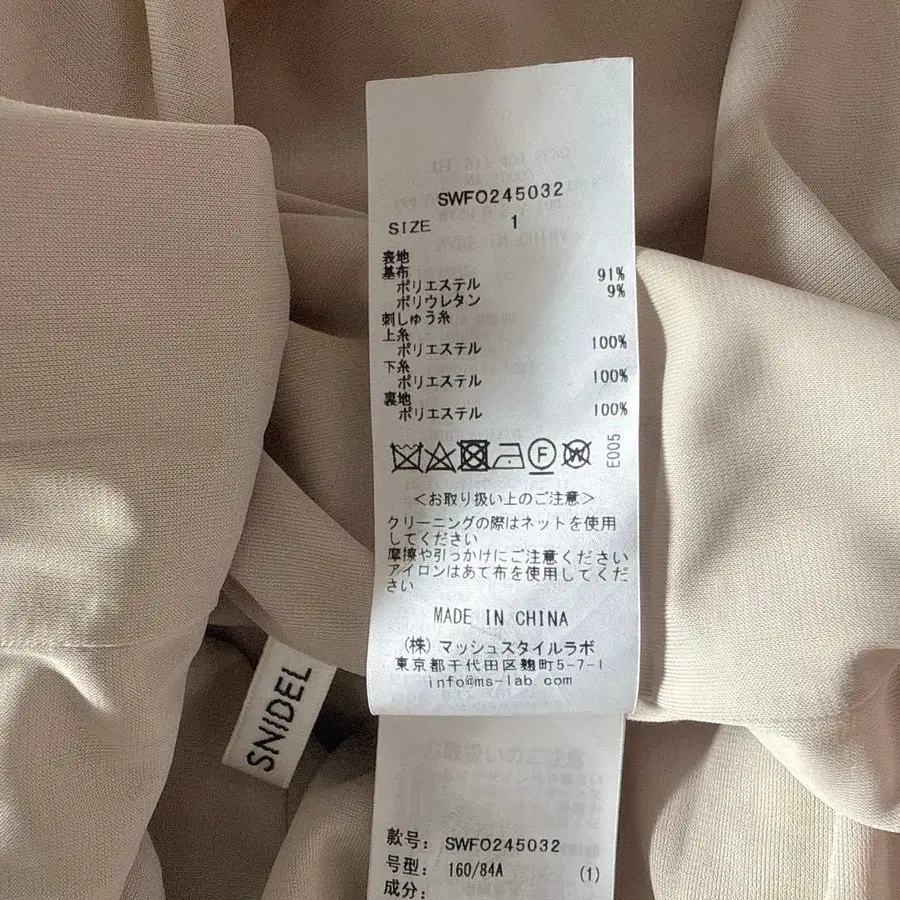 SWFO245032
SIZE 1
表地
基布 91%
ポリエステル 9%
ポリウレタン
刺しゅう糸
上糸
ポリエステル 100%
下糸
ポリエステル 100%
裏地
ポリエステル 100%
E005
<お取り扱い上のご注意>
クリーニングの際はネットを使用
してください
摩擦や引っかけにご注意ください
アイロンはあて布を使用してくだ
さい
MADE IN CHINA
(株) マッシュスタイルラボ
東京都千代田区麹町5-7-1
info@ms-lab.com
SNIDEL
お取扱いのご注意
款号: SWFO245032
号型: 160/84A (1)
成分: